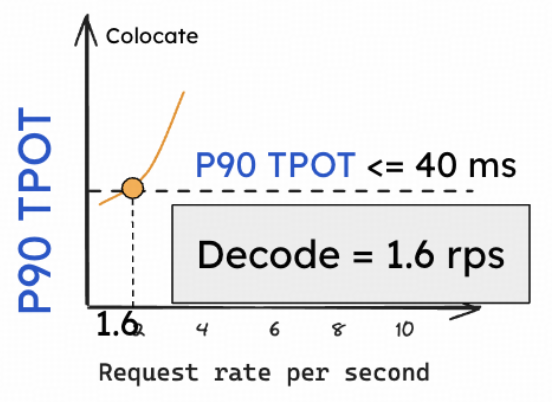 Colocate
P90 TPOT
P90 TPOT <= 40 ms
Decode = 1.6 rps
1.6
2 4 6 8 10
Request rate per second